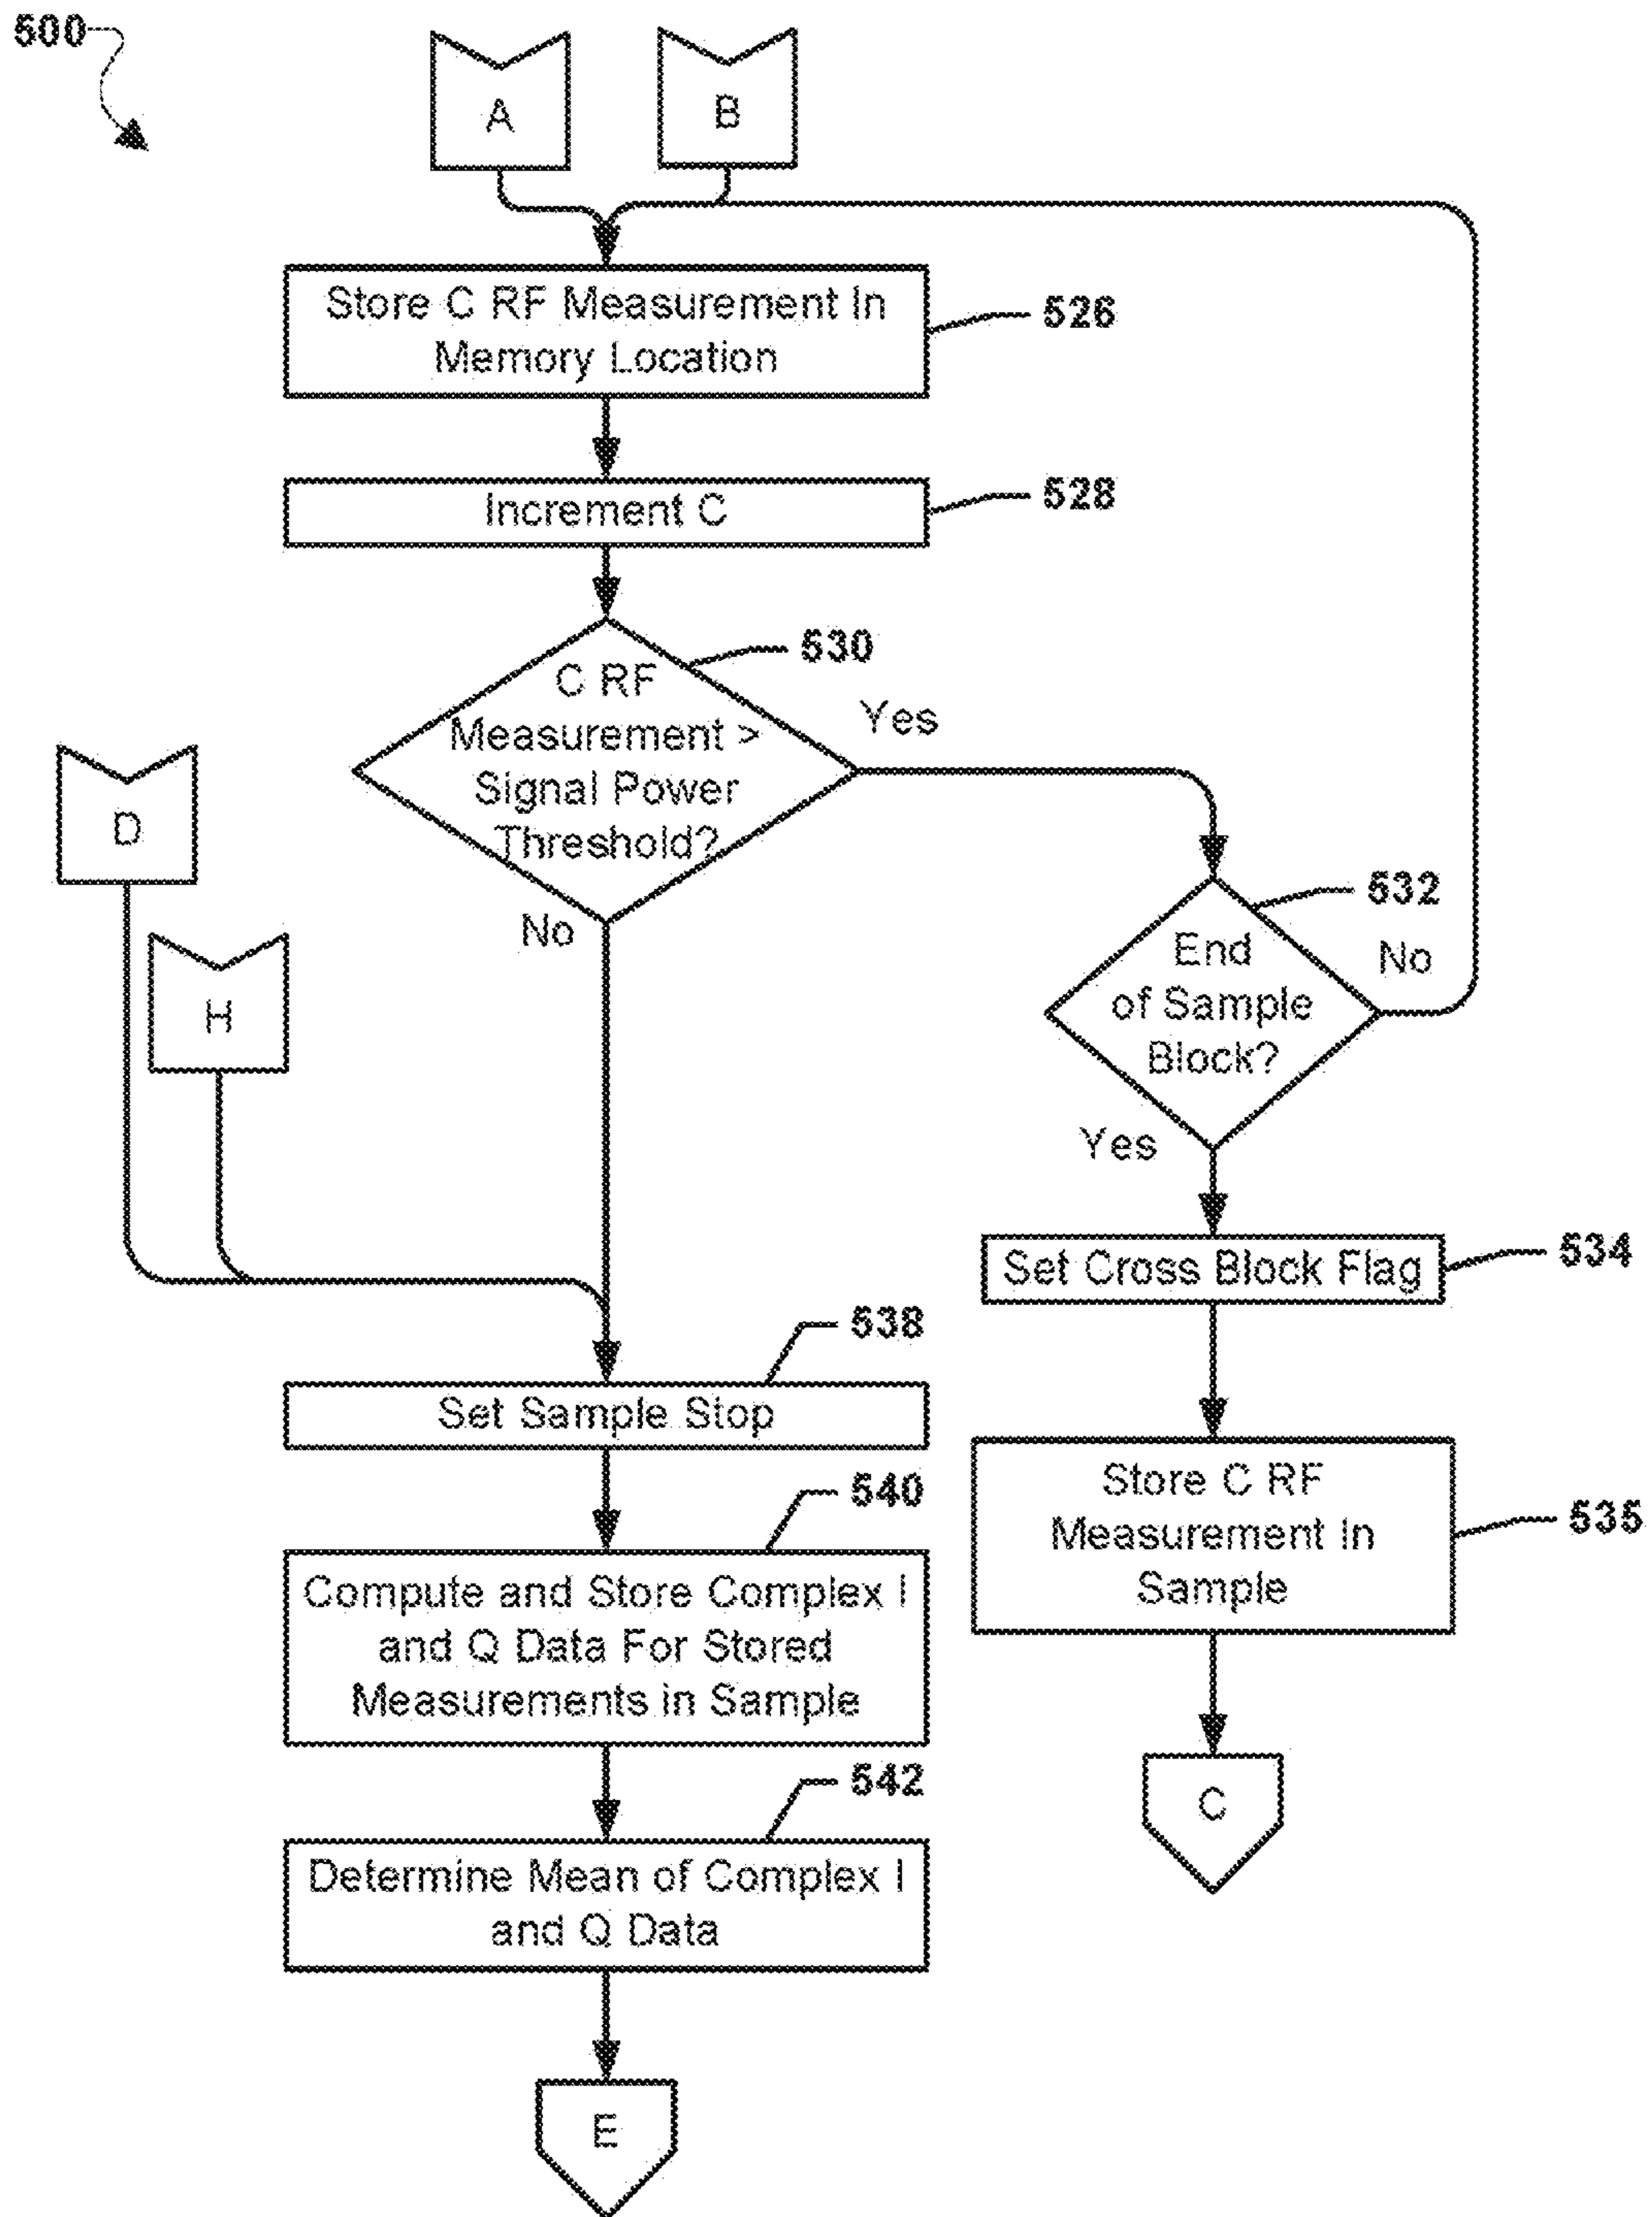 500
A
B
Store C RF Measurement In
Memory Location
526
Increment C
528
530
C RF
Measurement >
Signal Power
Threshold?
Yes
No
D
H
532
End
of Sample
Block?
No
Yes
Set Cross Block Flag
534
538
Set Sample Stop
Store C RF
Measurement In
Sample
535
540
Compute and Store Complex I
and Q Data For Stored
Measurements in Sample
C
542
Determine Mean of Complex I
and Q Data
E